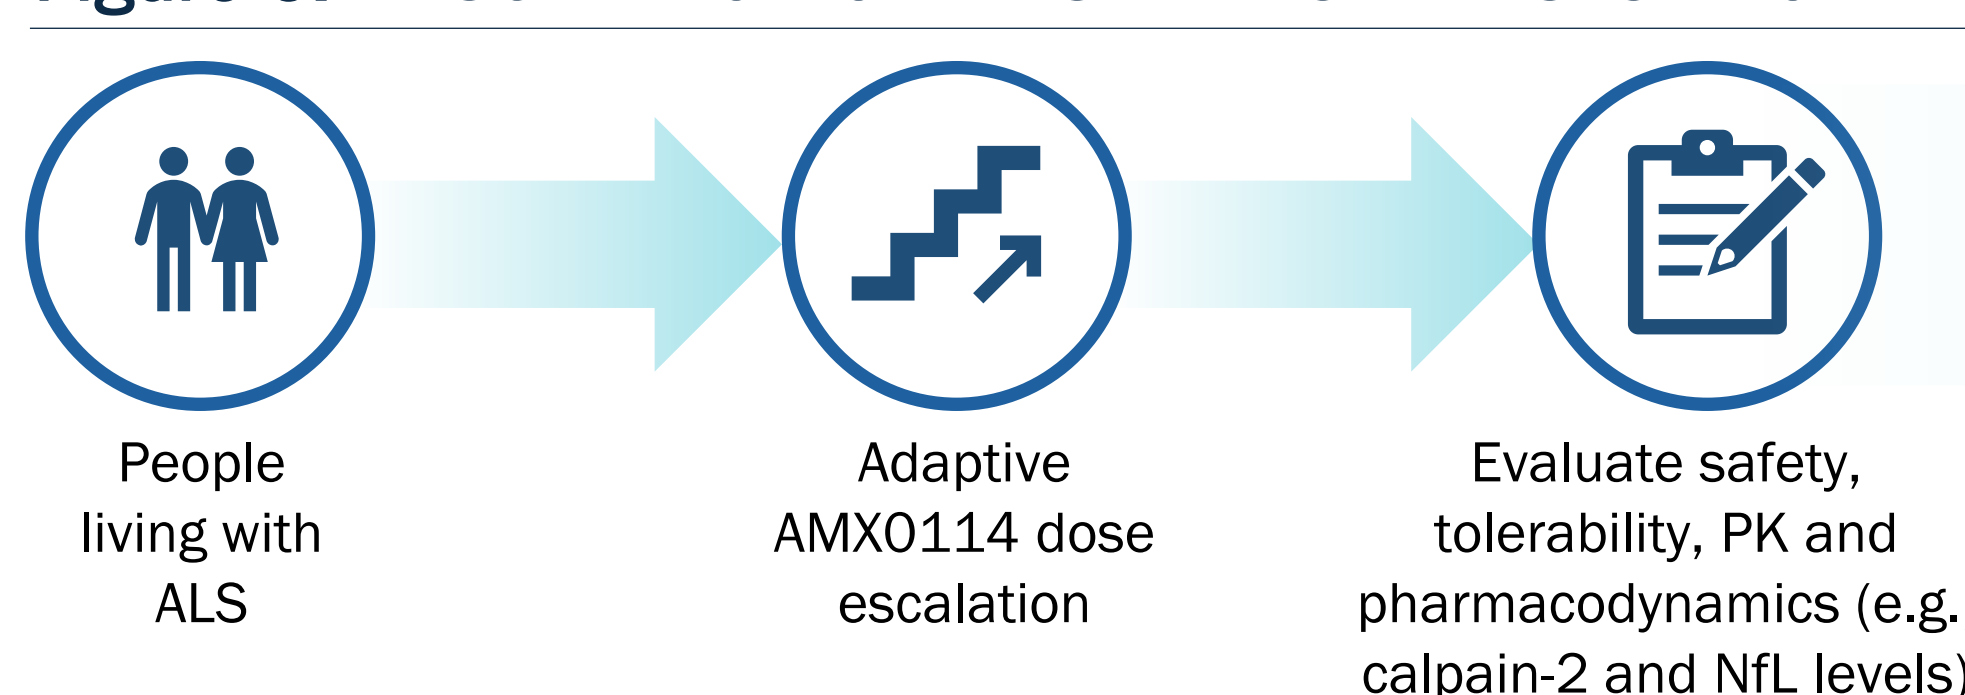 People
living with
ALS
Adaptive
AMX0114 dose
escalation
Evaluate safety,
tolerability, PK and
pharmacodynamics (e.g.
calpain-2 and NfL levels)